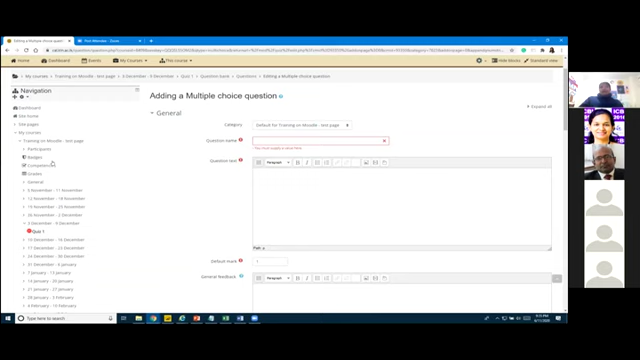 Home Dashboard Events My Courses This course Hide blocks Standard view
My courses Training on Moodle - test page 3 December - 9 December Quiz 1 Question bank Questions Editing a Multiple choice question
Navigation
Dashboard
Site home
Site pages
My courses
Training on Moodle - test page
Participants
Badges
Competencies
Grades
General
5 November - 11 November
12 November - 18 November
19 November - 25 November
26 November - 2 December
3 December - 9 December
Quiz 1
10 December - 16 December
17 December - 23 December
24 December - 30 December
31 December - 6 January
7 January - 13 January
14 January - 20 January
21 January - 27 January
28 January - 3 February
4 February - 10 February
Adding a Multiple choice question
Expand all
General
Category Default for Training on Moodle - test page
Question name
- You must supply a value here.
Question text
Paragraph
Path: p
Default mark 1
General feedback
Paragraph
Type here to search